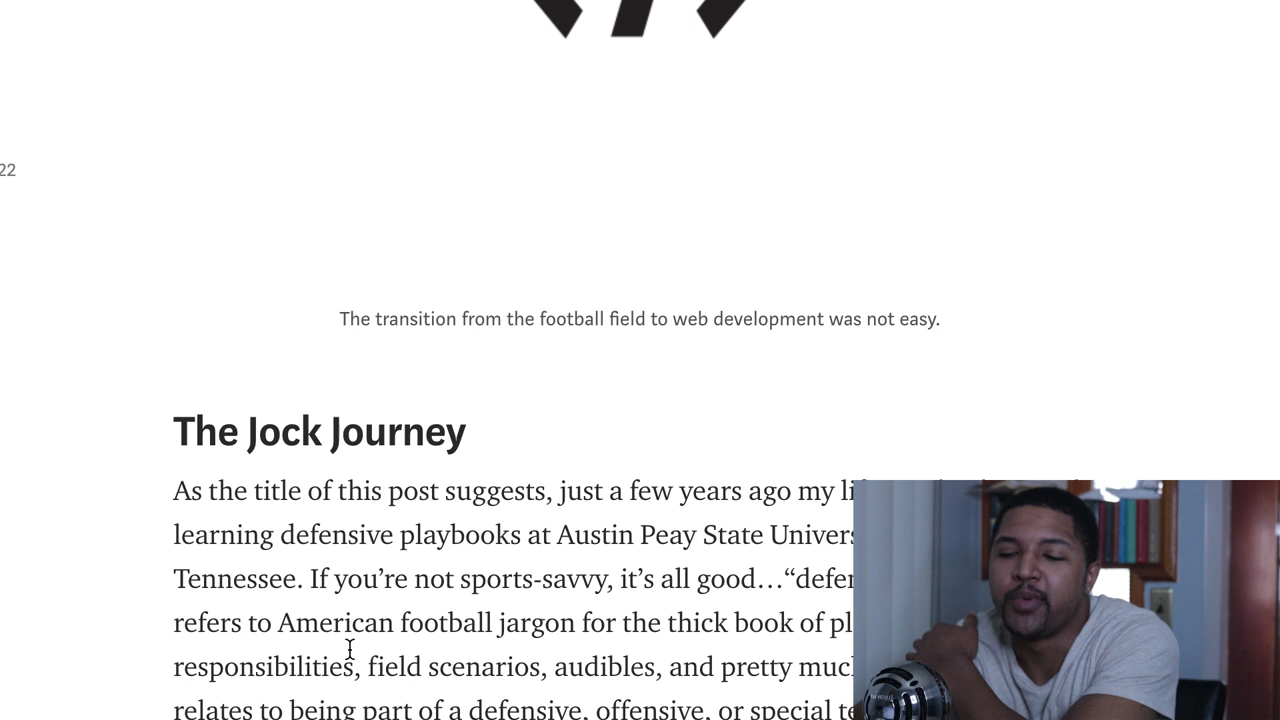 22
The transition from the football field to web development was not easy.
The Jock Journey
As the title of this post suggests, just a few years ago my
learning defensive playbooks at Austin Peay State
Tennessee. If you’re not sports-savvy, it’s all good…
refers to American football jargon for the thick book of
responsibilities, field scenarios, audibles, and pretty
relates to being part of a defensive, offensive, or special